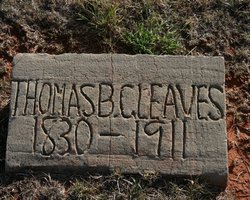 THOMAS B. CLEAVES
1830 – 1911